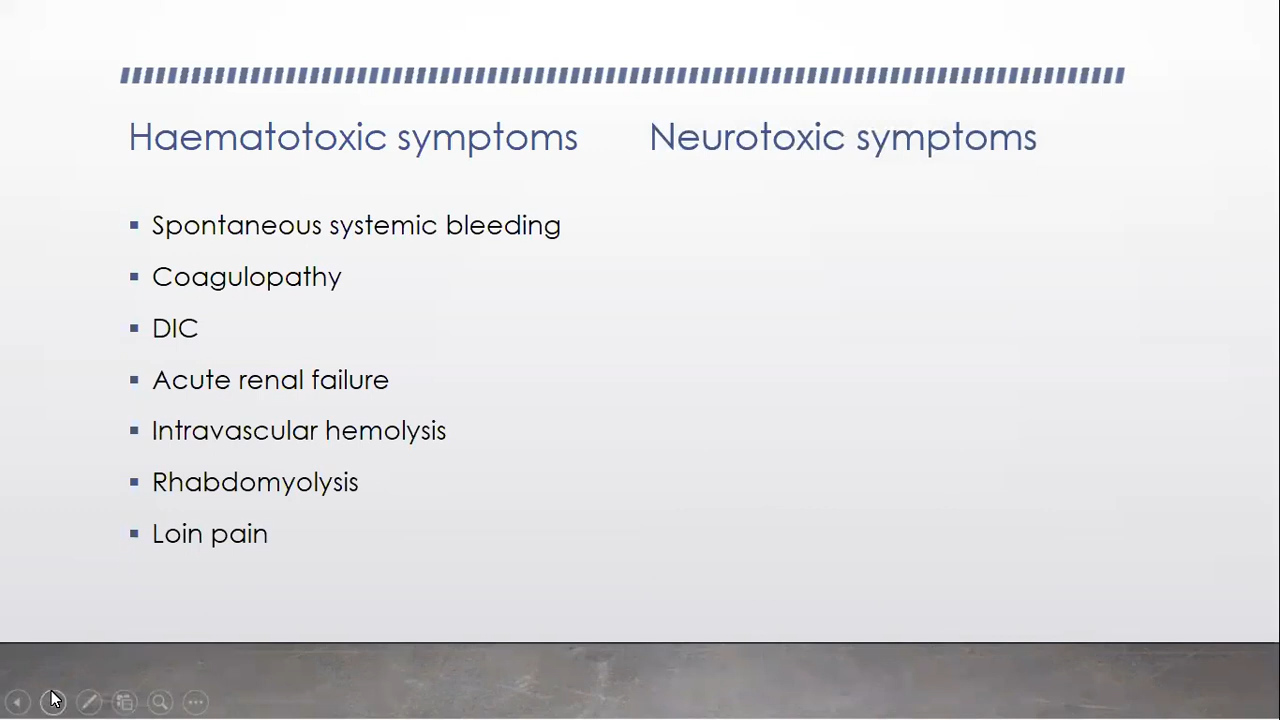 Haematotoxic symptoms
Neurotoxic symptoms
Spontaneous systemic bleeding
Coagulopathy
DIC
Acute renal failure
Intravascular hemolysis
Rhabdomyolysis
Loin pain